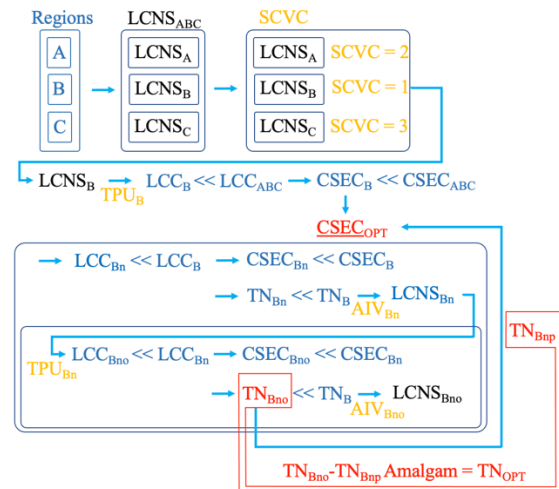 Regions LCNS_ABC SCVC
A LCNS_A LCNS_A SCVC = 2
B LCNS_B LCNS_B SCVC = 1
C LCNS_C LCNS_C SCVC = 3
LCNS_B TPU_B LCC_B << LCC_ABC CSEC_B << CSEC_ABC
CSEC_OPT
LCC_Bn << LCC_B CSEC_Bn << CSEC_B
TN_Bn << TN_B AIV_Bn LCNS_Bn
TN_Bnp
TPU_Bn LCC_Bno << LCC_Bn CSEC_Bno << CSEC_Bn
TN_Bno << TN_B AIV_Bno LCNS_Bno
TN_Bno-TN_Bnp Amalgam = TN_OPT